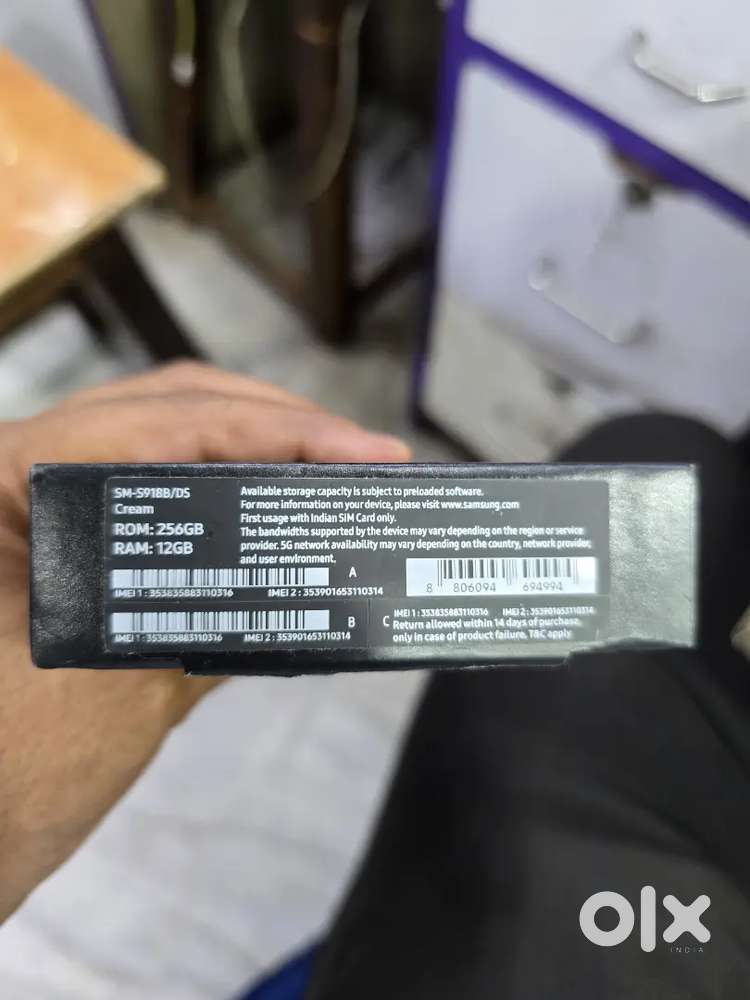 SM-S918B/DS
Cream
ROM: 256GB
RAM: 12GB
Available storage capacity is subject to preloaded software.
For more information on your device, please visit www.samsung.com
First usage with Indian SIM Card only.
The bandwidths supported by the device may vary depending on the region or service
provider. 5G network availability may vary depending on the country, network provider,
and user environment.
A
8 806094 694994
IMEI 1 : 353835883110316 IMEI 2 : 353901653110314
B
IMEI 1 : 353835883110316 IMEI 2 : 353901653110314
C
IMEI 1 : 353835883110316 IMEI 2 : 353901653110314
Return allowed within 14 days of purchase,
only in case of product failure. T&C apply
olx
INDIA